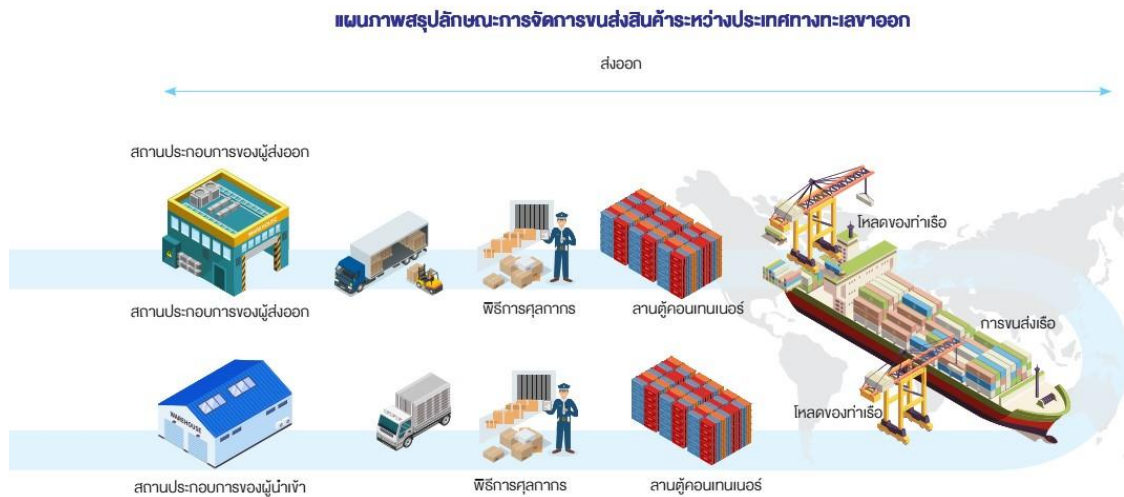 แผนภาพสรุปลักษณะการจัดการขนส่งสินค้าระหว่างประเทศทางทะเลขาออก
ส่งออก
สถานประกอบการของผู้ส่งออก
โหลดของท่าเรือ
สถานประกอบการของผู้ส่งออก
พิธีการศุลกากร
ลานตู้คอนเทนเนอร์
การขนส่งเรือ
WAREHOUSE
โหลดของท่าเรือ
สถานประกอบการของผู้นำเข้า
พิธีการศุลกากร
ลานตู้คอนเทนเนอร์